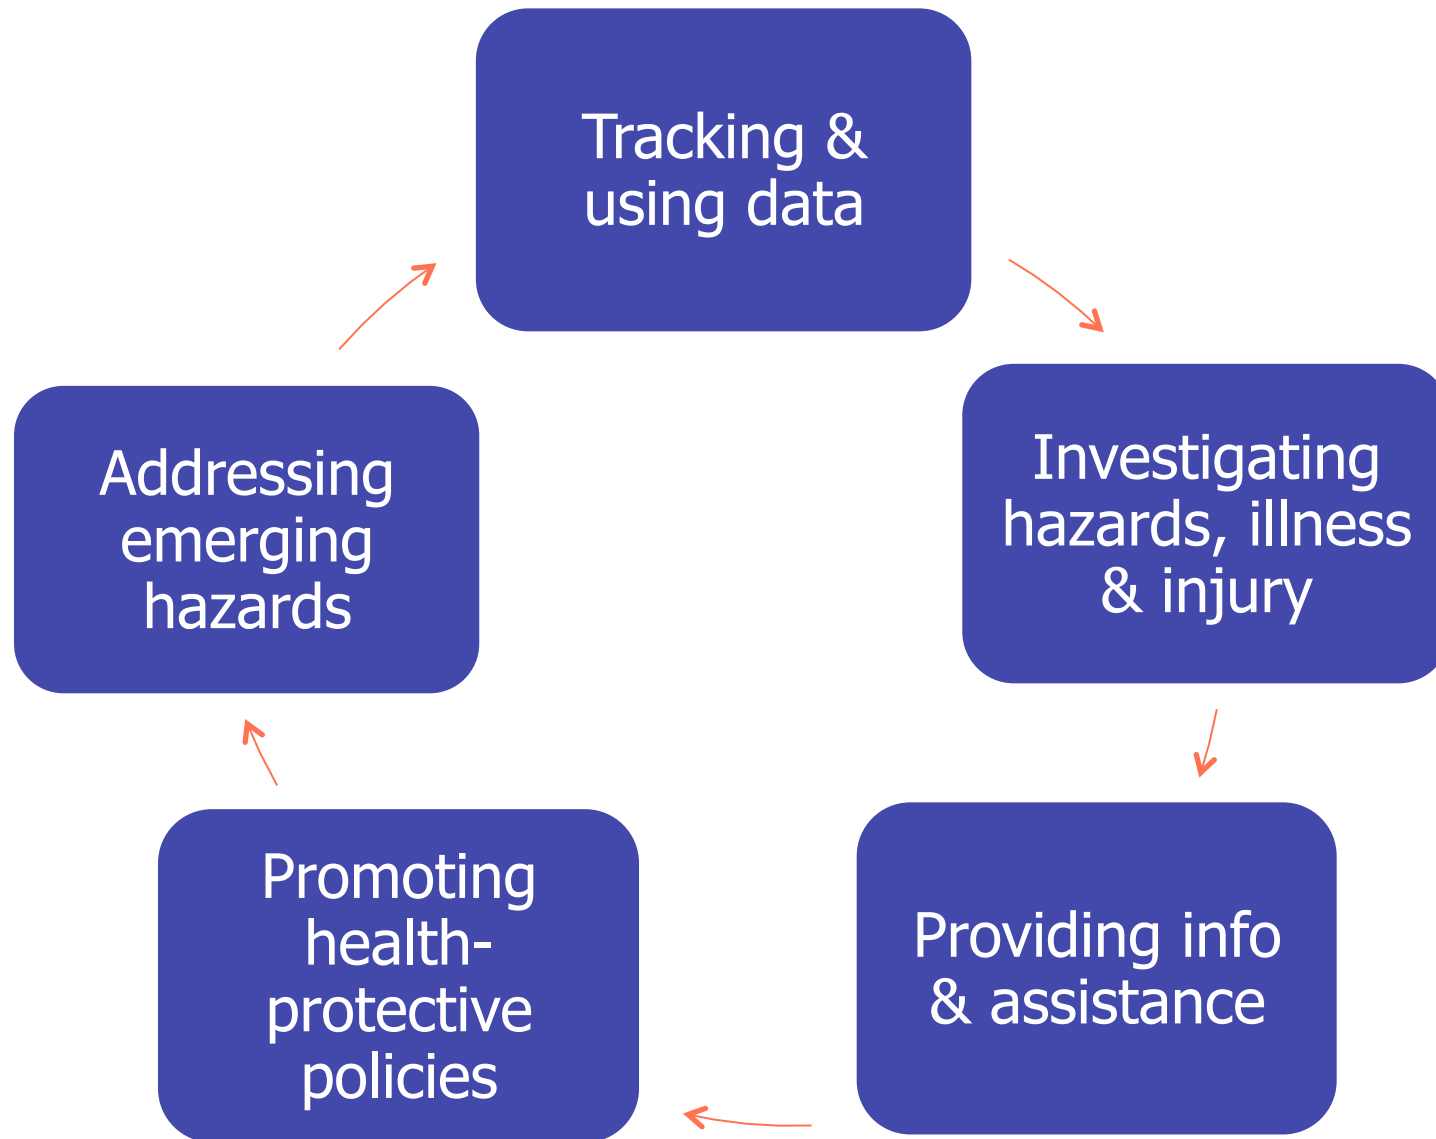 Tracking &
using data
Investigating
hazards, illness
& injury
Providing info
& assistance
Promoting
health-
protective
policies
Addressing
emerging
hazards